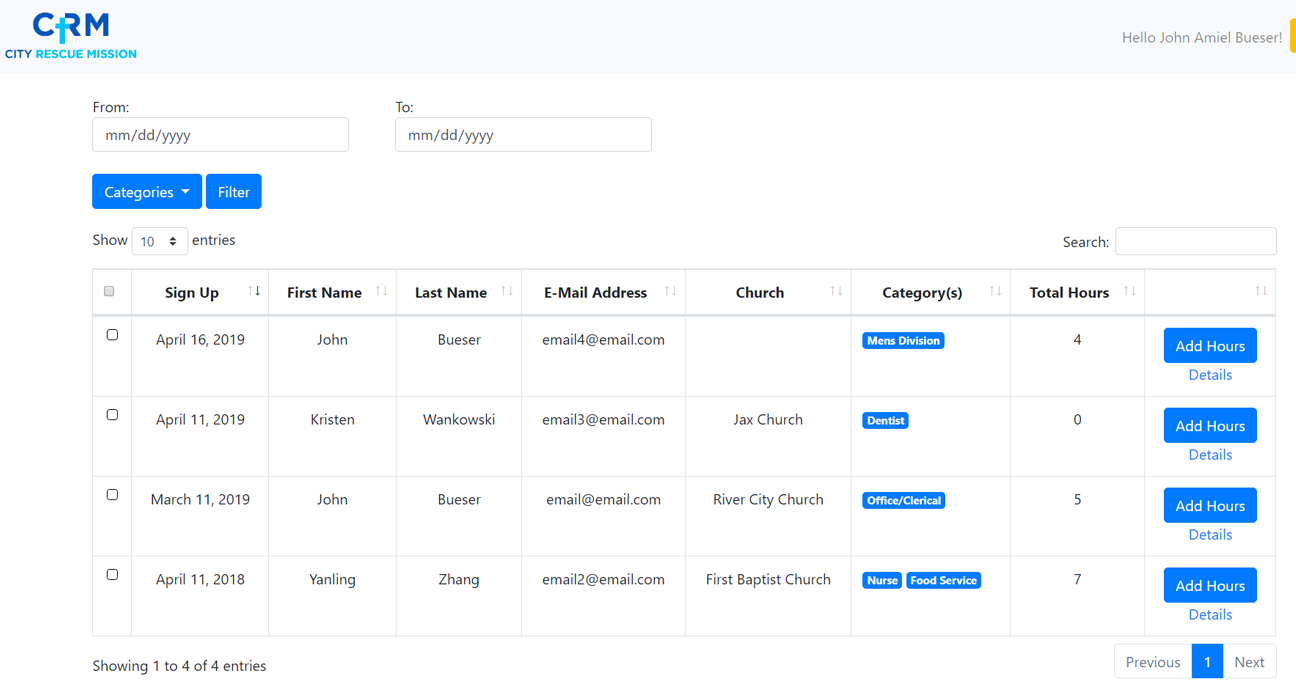 CRM
CITY RESCUE MISSION
Hello John Amiel Bueser!
From: To:
mm/dd/yyyy mm/dd/yyyy
Categories Filter
Show 10 entries Search:
Sign Up First Name Last Name E-Mail Address Church Category(s) Total Hours
April 16, 2019 John Bueser email4@email.com Mens Division 4 Add Hours
Details
April 11, 2019 Kristen Wankowski email3@email.com Jax Church Dentist 0 Add Hours
Details
March 11, 2019 John Bueser email@email.com River City Church Office/Clerical 5 Add Hours
Details
April 11, 2018 Yanling Zhang email2@email.com First Baptist Church Nurse Food Service 7 Add Hours
Details
Showing 1 to 4 of 4 entries Previous 1 Next